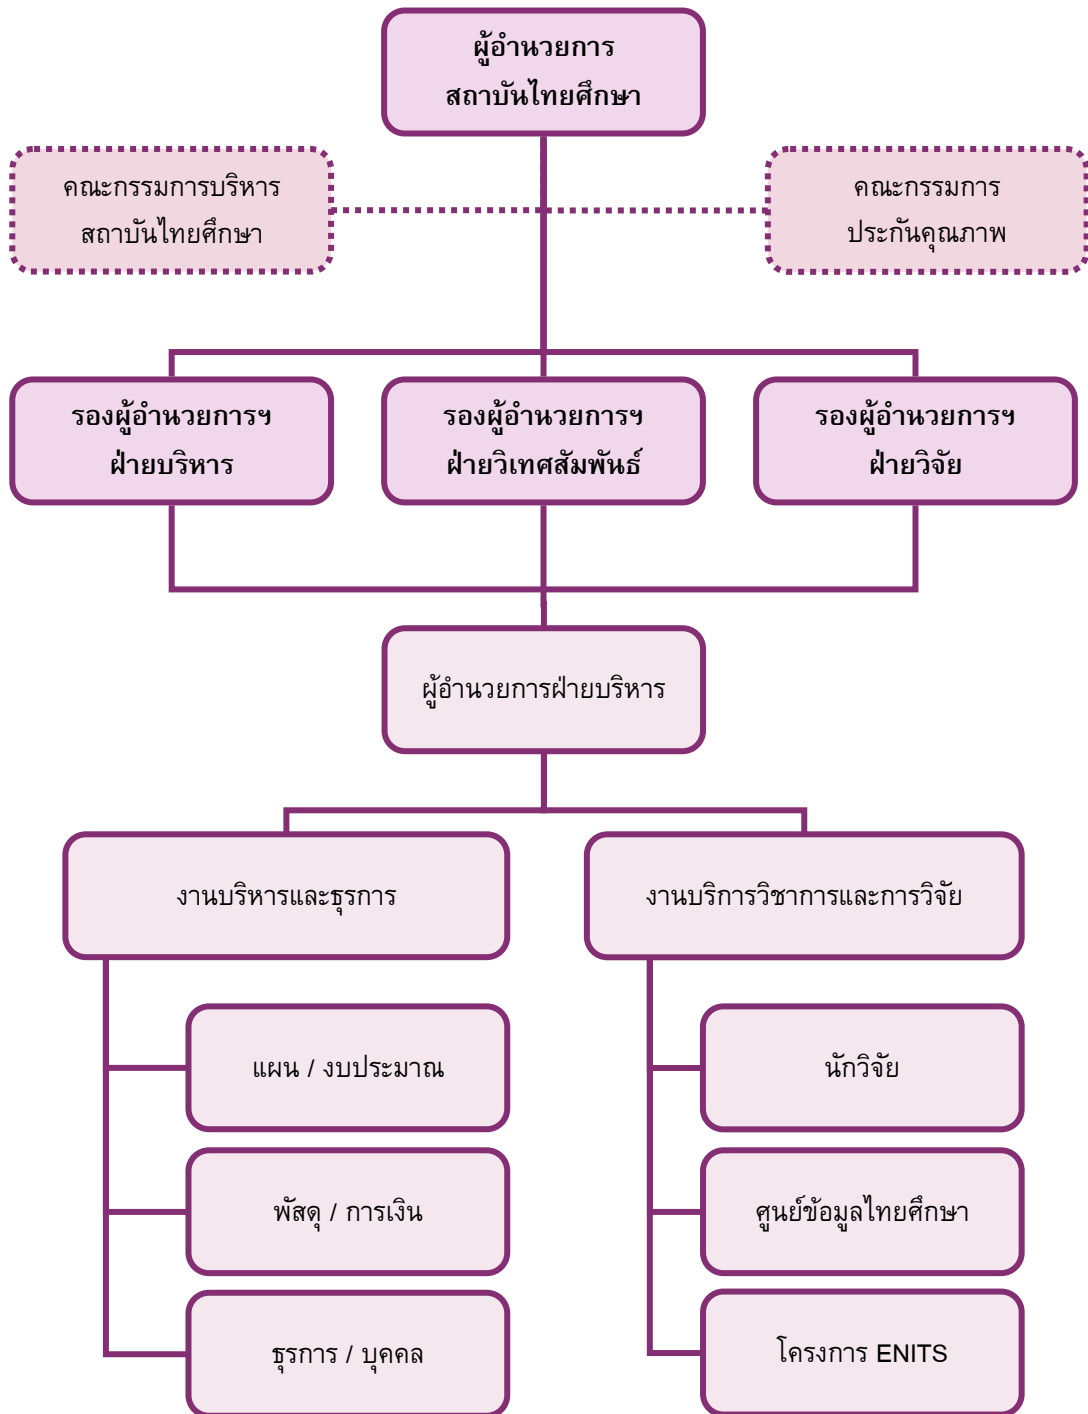 ผู้อำนวยการ
สถาบันไทยศึกษา
คณะกรรมการบริหาร
สถาบันไทยศึกษา
คณะกรรมการ
ประกันคุณภาพ
รองผู้อำนวยการฯ
ฝ่ายบริหาร
รองผู้อำนวยการฯ
ฝ่ายวิเทศสัมพันธ์
รองผู้อำนวยการฯ
ฝ่ายวิจัย
ผู้อำนวยการฝ่ายบริหาร
งานบริหารและธุรการ
งานบริการวิชาการและการวิจัย
แผน / งบประมาณ
นักวิจัย
พัสดุ / การเงิน
ศูนย์ข้อมูลไทยศึกษา
ธุรการ / บุคคล
โครงการ ENITS